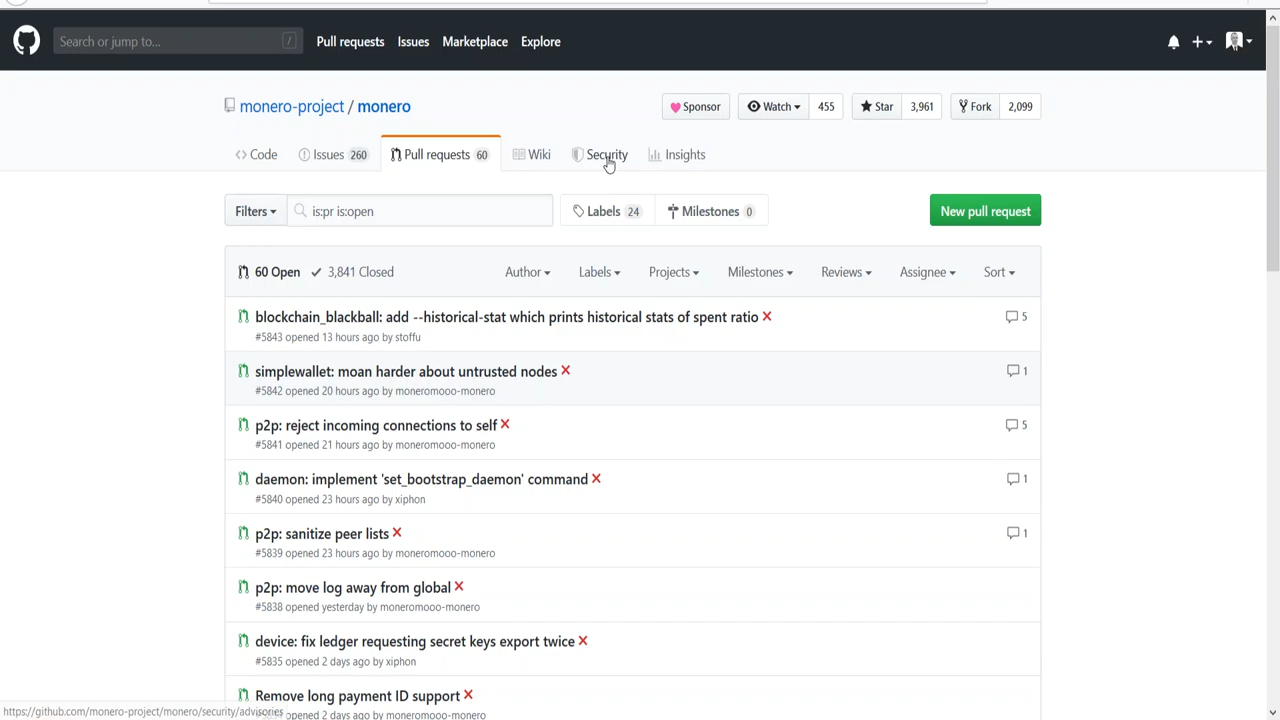 Search or jump to... /
Pull requests Issues Marketplace Explore
monero-project / monero
Sponsor Watch 455 Star 3,961 Fork 2,099
Code Issues 260 Pull requests 60 Wiki Security Insights
Filters is:pr is:open Labels 24 Milestones 0 New pull request
60 Open 3,841 Closed Author Labels Projects Milestones Reviews Assignee Sort
blockchain_blackball: add --historical-stat which prints historical stats of spent ratio 5
#5843 opened 13 hours ago by stoffu
simplewallet: moan harder about untrusted nodes 1
#5842 opened 20 hours ago by moneromooo-monero
p2p: reject incoming connections to self 5
#5841 opened 21 hours ago by moneromooo-monero
daemon: implement 'set_bootstrap_daemon' command 1
#5840 opened 23 hours ago by xiphon
p2p: sanitize peer lists 1
#5839 opened 23 hours ago by moneromooo-monero
p2p: move log away from global
#5838 opened yesterday by moneromooo-monero
device: fix ledger requesting secret keys export twice
#5835 opened 2 days ago by xiphon
Remove long payment ID support
opened 2 days ago by moneromooo-monero
https://github.com/monero-project/monero/security/advisories